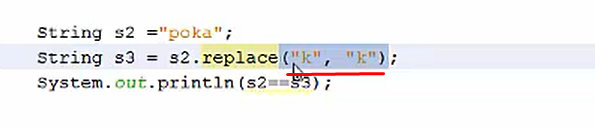 String s2 ="poka";
String s3 = s2.replace("k", "k");
System.out.println(s2==s3);